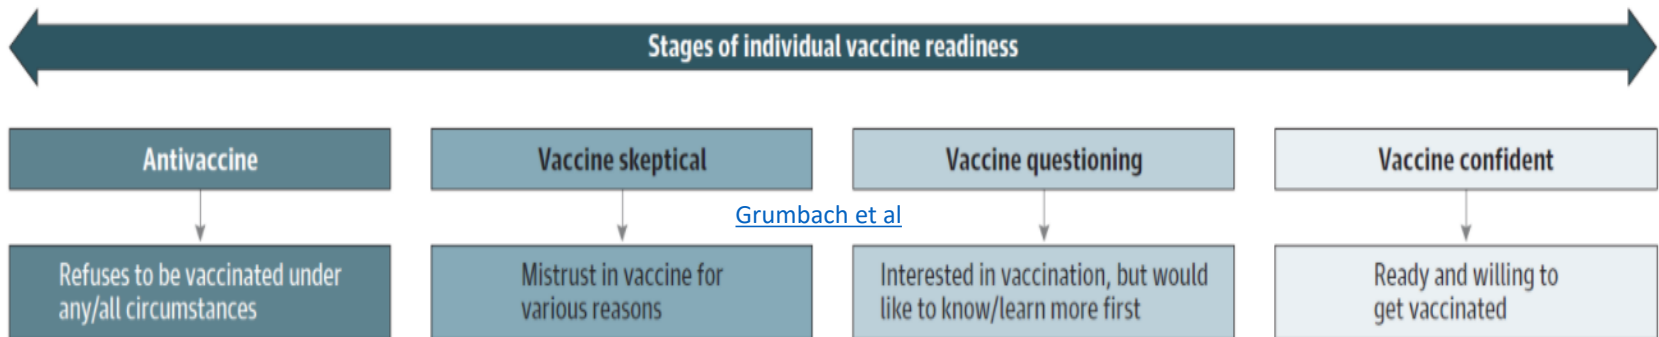 Stages of individual vaccine readiness
Antivaccine
Vaccine skeptical
Vaccine questioning
Vaccine confident
Grumbach et al
Refuses to be vaccinated under
any/all circumstances
Mistrust in vaccine for
various reasons
Interested in vaccination, but would
like to know/learn more first
Ready and willing to
get vaccinated